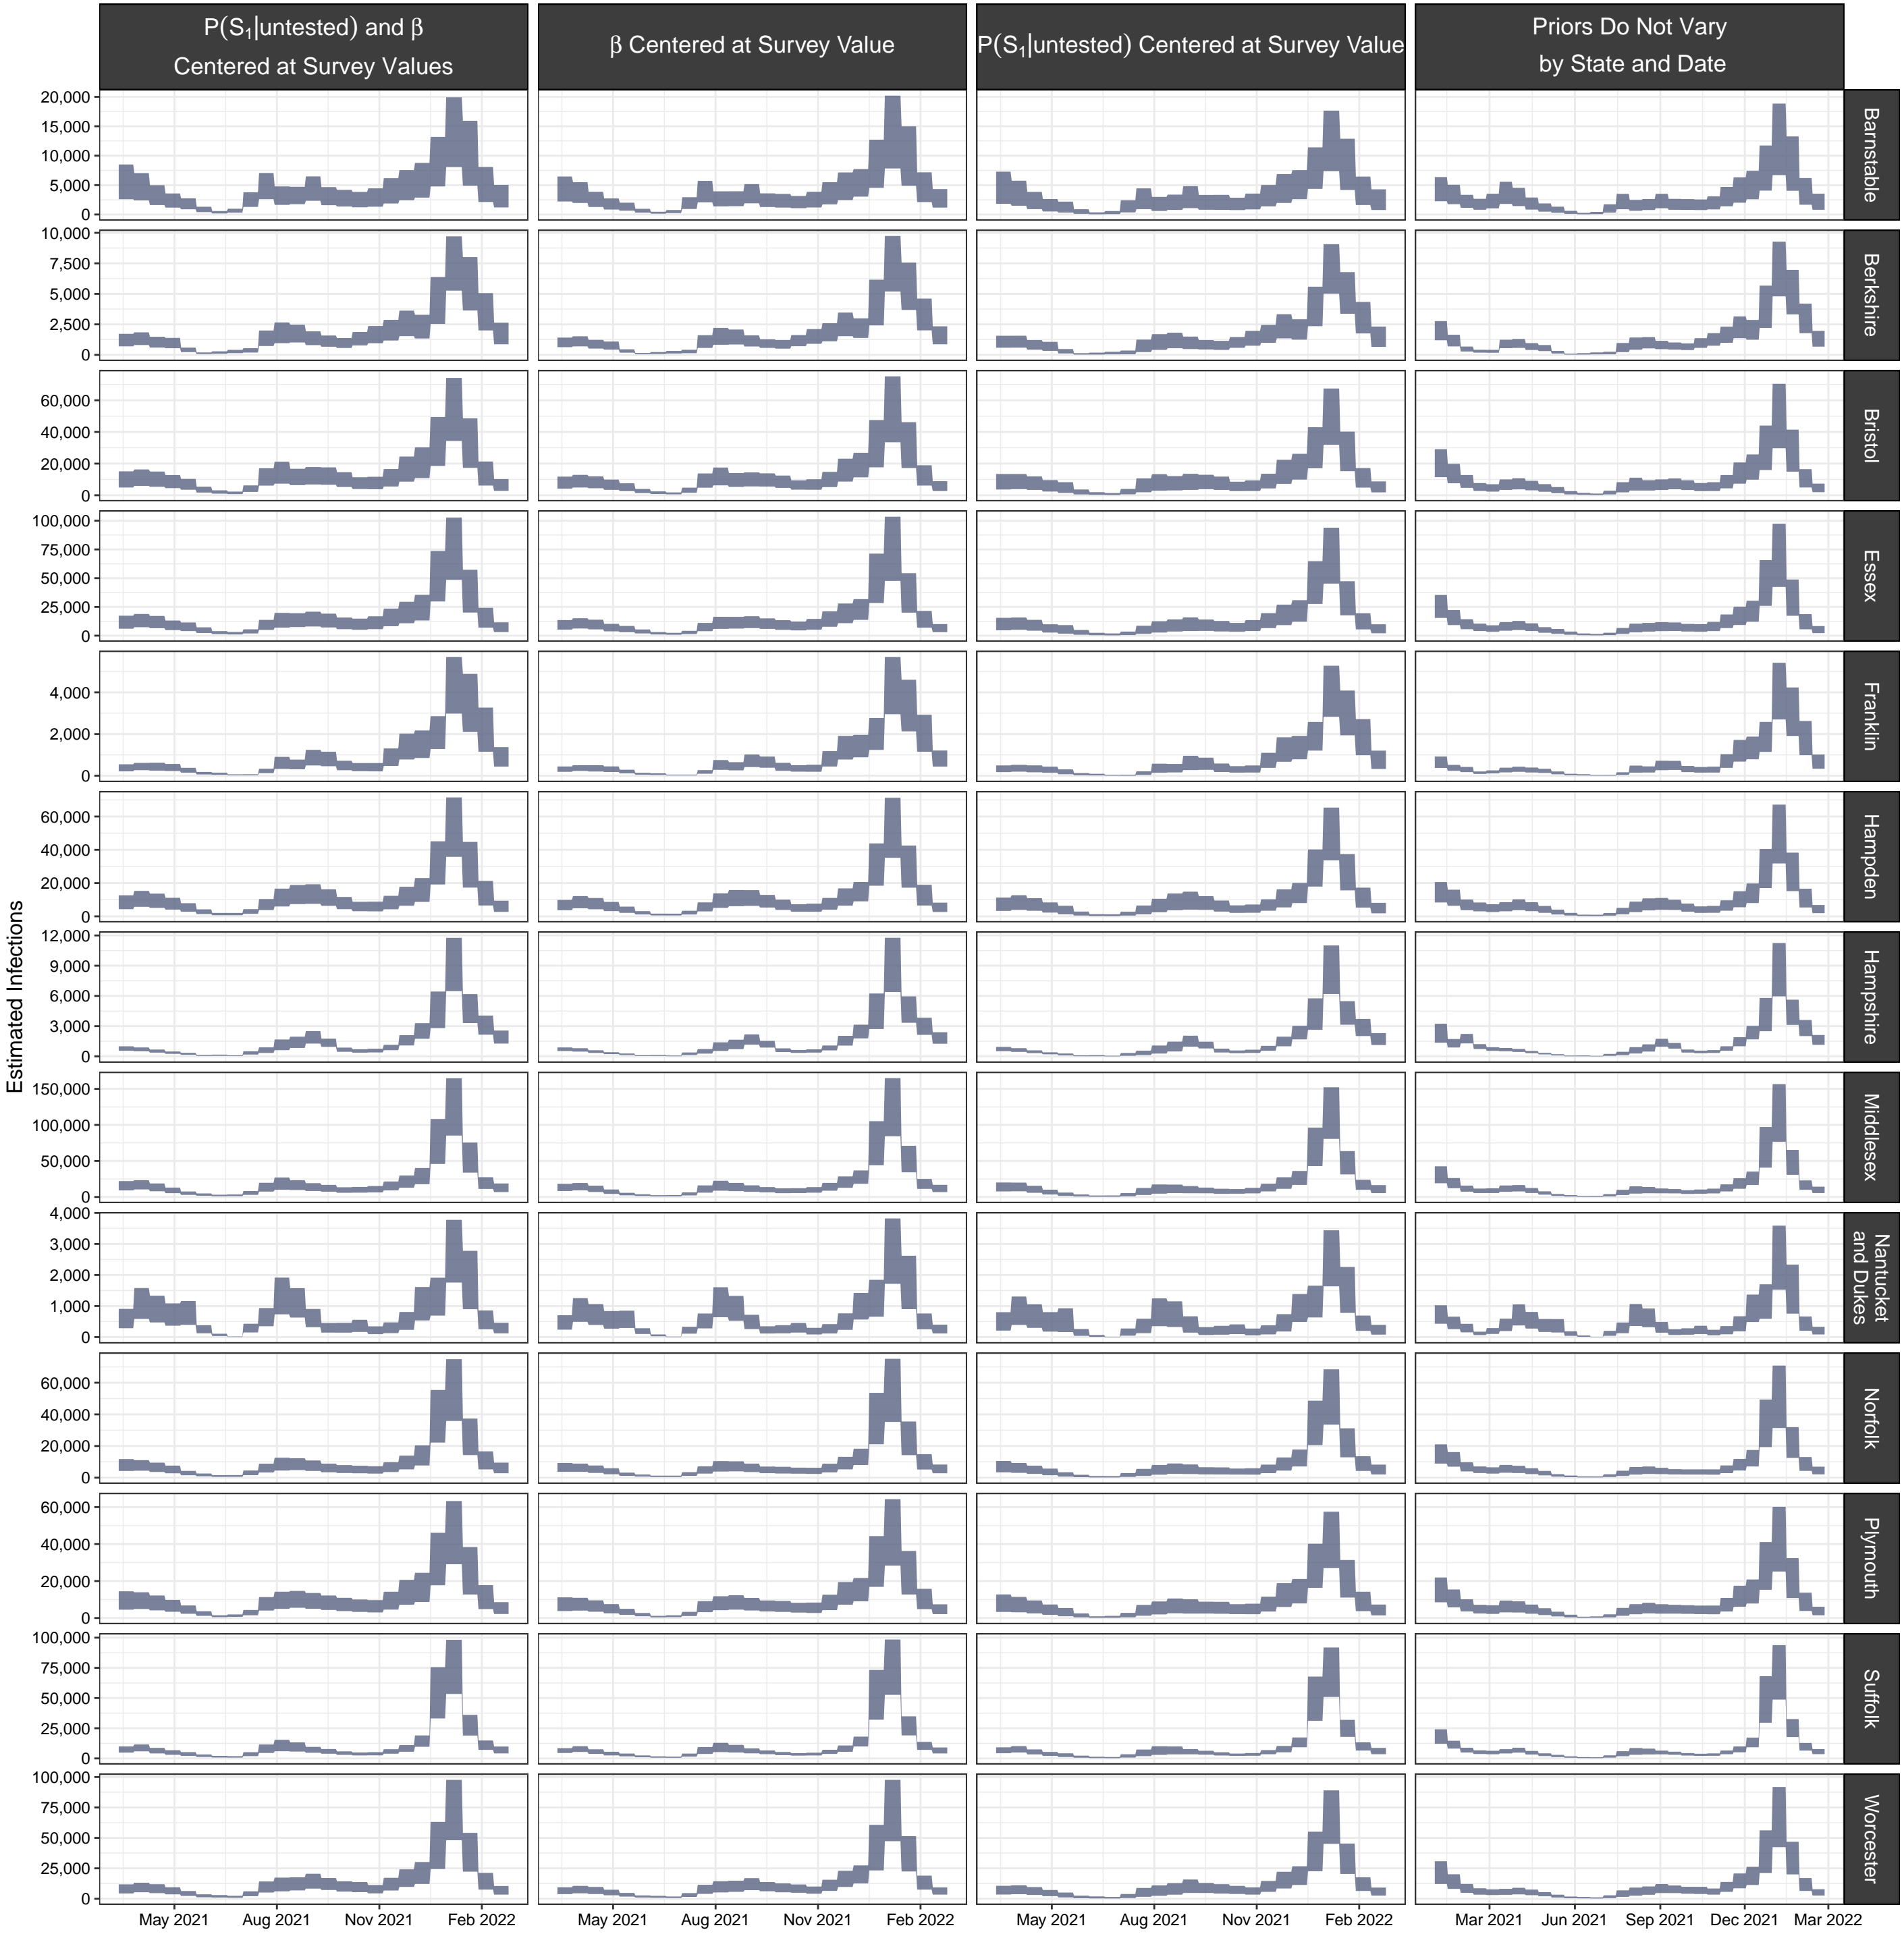 P(S₁|untested) and β
Centered at Survey Values
β Centered at Survey Value
P(S₁|untested) Centered at Survey Value
Priors Do Not Vary
by State and Date
Estimated Infections
20,000
15,000
10,000
5,000
0
Barnstable
10,000
7,500
5,000
2,500
0
Berkshire
60,000
40,000
20,000
0
Bristol
100,000
75,000
50,000
25,000
0
Essex
4,000
2,000
0
Franklin
60,000
40,000
20,000
0
Hampden
12,000
9,000
6,000
3,000
0
Hampshire
150,000
100,000
50,000
0
Middlesex
4,000
3,000
2,000
1,000
0
Nantucket
and Dukes
60,000
40,000
20,000
0
Norfolk
60,000
40,000
20,000
0
Plymouth
100,000
75,000
50,000
25,000
0
Suffolk
100,000
75,000
50,000
25,000
0
Worcester
May 2021 Aug 2021 Nov 2021 Feb 2022
May 2021 Aug 2021 Nov 2021 Feb 2022
May 2021 Aug 2021 Nov 2021 Feb 2022
Mar 2021 Jun 2021 Sep 2021 Dec 2021 Mar 2022